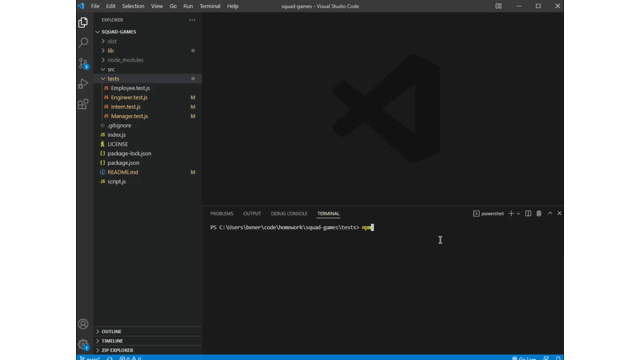 File Edit Selection View Go Run Terminal Help
squad-games - Visual Studio Code
EXPLORER
SQUAD-GAMES
dist
lib
node_modules
src
tests
Employee.test.js
Engineer.test.js M
Intern.test.js M
Manager.test.js M
.gitignore
index.js
LICENSE
package-lock.json
package.json
README.md M
script.js
OUTLINE
TIMELINE
ZIP EXPLORER
PROBLEMS OUTPUT DEBUG CONSOLE TERMINAL
powershell
PS C:\Users\bener\code\homework\squad-games\tests> npm